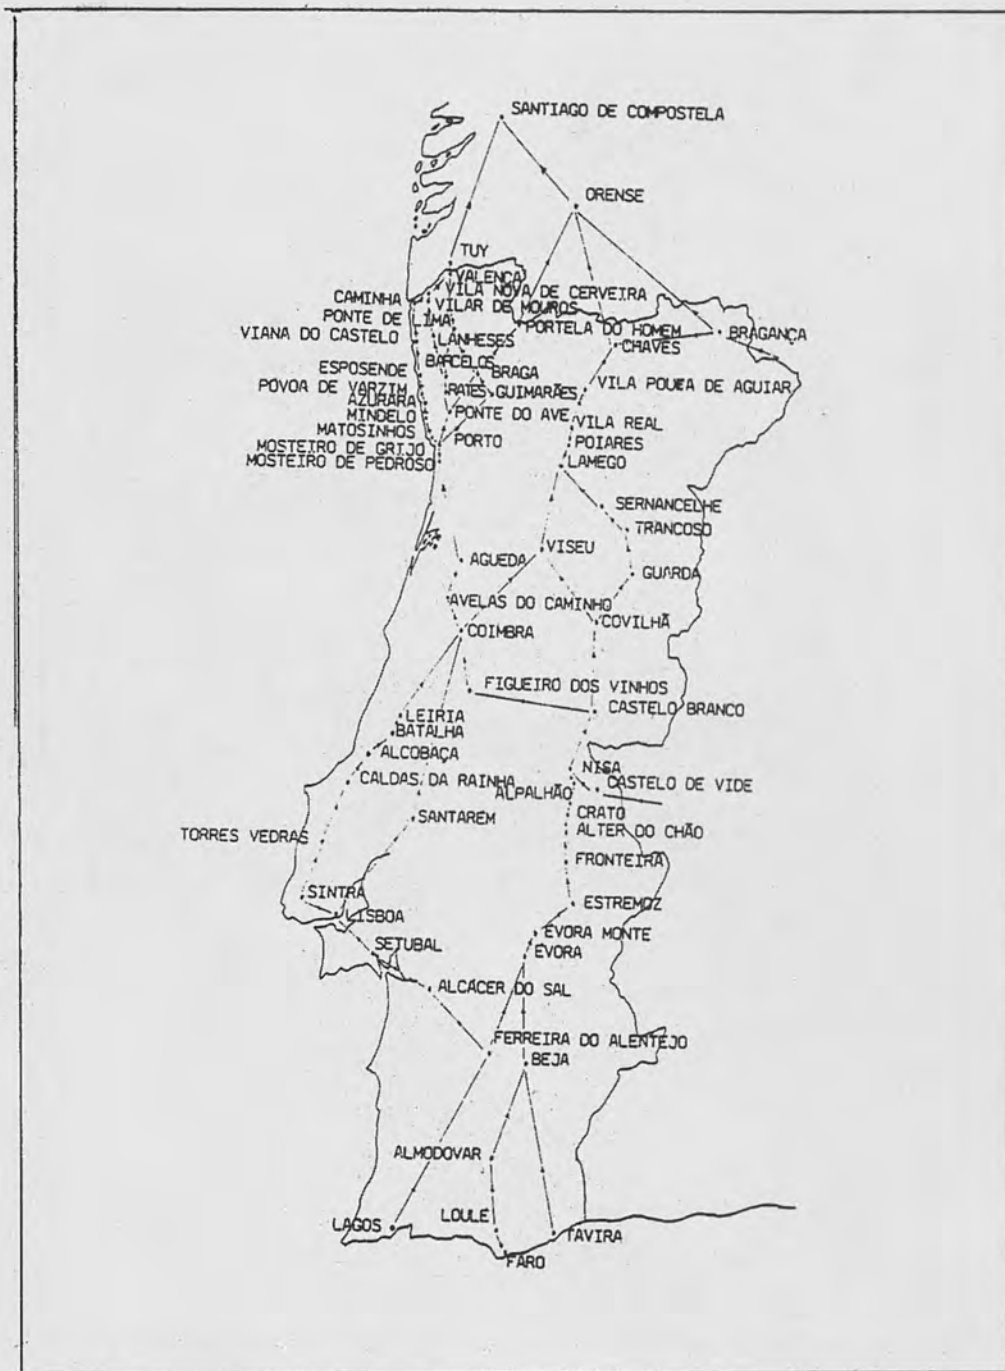 SANTIAGO DE COMPOSTELA
ORENSE
TUY
VALENÇA
VILA NOVA DE CERVEIRA
CAMINHA
VILAR DE MOUROS
PONTE DE LIMA
PORTELA DO HOMEM
BRAGANÇA
VIANA DO CASTELO
LANHESES
CHAVES
BARCELOS
ESPOSENDE
BRAGA
POVOA DE VARZIM
RATES
GUIMARÃES
VILA POUCA DE AGUIAR
AZURARA
MINDELO
PONTE DO AVE
VILA REAL
MATOSINHOS
PORTO
POIARES
MOSTEIRO DE GRIJO
MOSTEIRO DE PEDROSO
LAMEGO
SERNANCELHE
TRANCOSO
VISEU
AGUEDA
GUARDA
AVELAS DO CAMINHO
COVILHÃ
COIMBRA
FIGUEIRO DOS VINHOS
CASTELO BRANCO
LEIRIA
BATALHA
ALCOBAÇA
NISA
CALDAS DA RAINHA
CASTELO DE VIDE
ALPALHÃO
CRATO
SANTAREM
ALTER DO CHÃO
TORRES VEDRAS
FRONTEIRA
SINTRA
ESTREMOZ
LISBOA
EVORA MONTE
SETUBAL
EVORA
ALCACER DO SAL
FERREIRA DO ALENTEJO
BEJA
ALMODOVAR
LAGOS
LOULE
TAVIRA
FARO